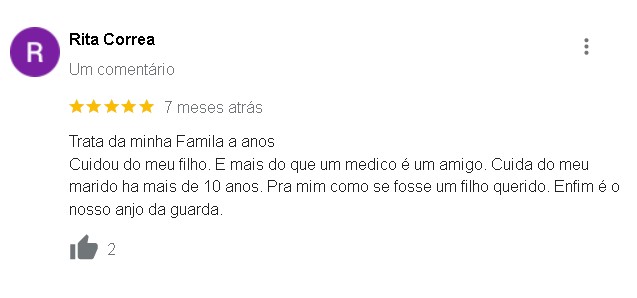 R
Rita Correa
Um comentário
7 meses atrás
Trata da minha Famila a anos
Cuidou do meu filho. E mais do que um medico é um amigo. Cuida do meu
marido ha mais de 10 anos. Pra mim como se fosse um filho querido. Enfim é o
nosso anjo da guarda.
2